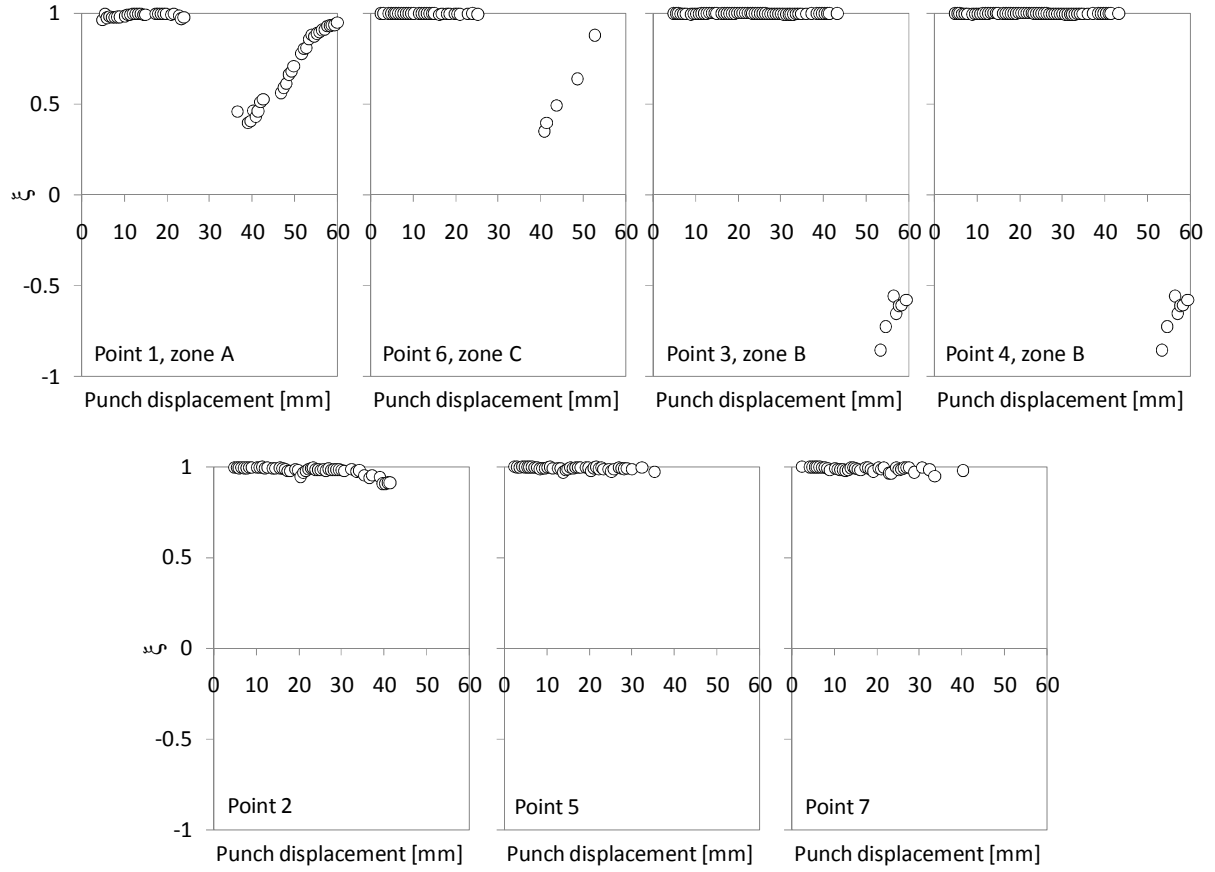 1
0.5
0
-0.5
-1
ξ
0 10 20 30 40 50 60
Point 1, zone A
Punch displacement [mm]
0 10 20 30 40 50 60
Point 6, zone C
Punch displacement [mm]
0 10 20 30 40 50 60
Point 3, zone B
Punch displacement [mm]
0 10 20 30 40 50 60
Point 4, zone B
Punch displacement [mm]
1
0.5
0
-0.5
-1
ξ
0 10 20 30 40 50 60
Point 2
Punch displacement [mm]
0 10 20 30 40 50 60
Point 5
Punch displacement [mm]
0 10 20 30 40 50 60
Point 7
Punch displacement [mm]